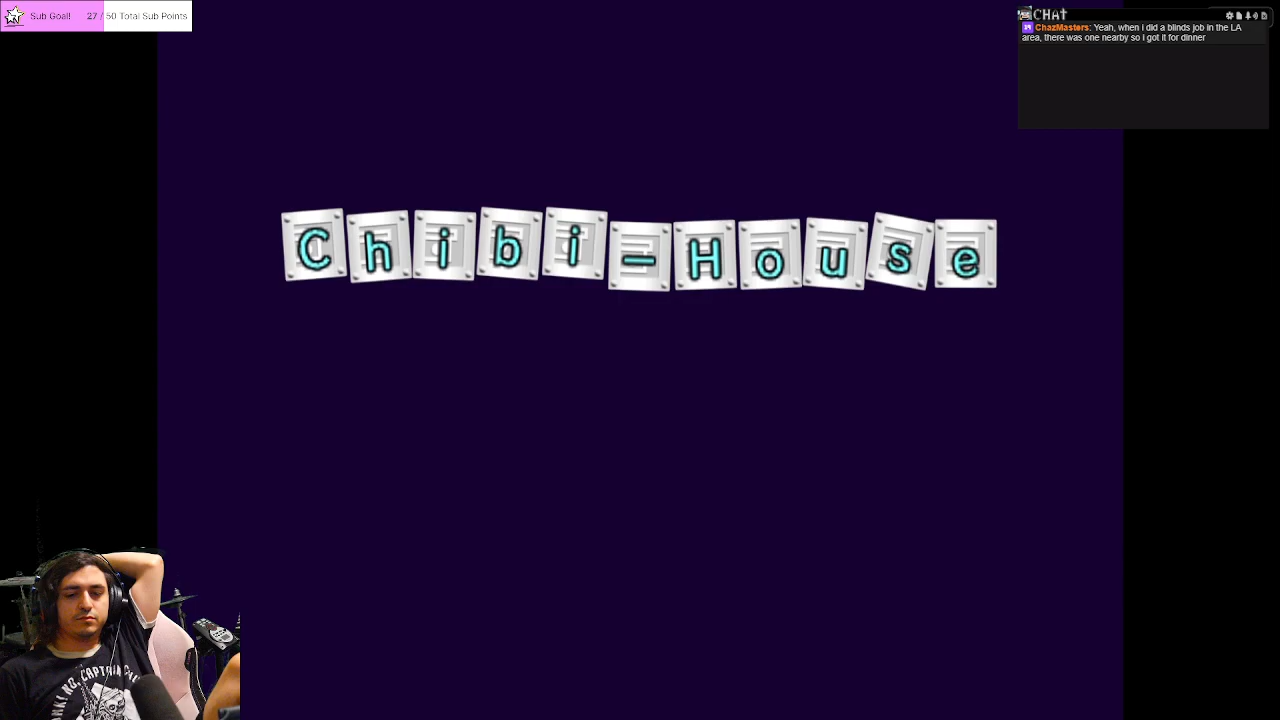 Sub Goal!
27 / 50 Total Sub Points
CHAt
ChazMasters: Yeah, when i did a blinds job in the LA
area, there was one nearby so i got it for dinner
Chibi-House